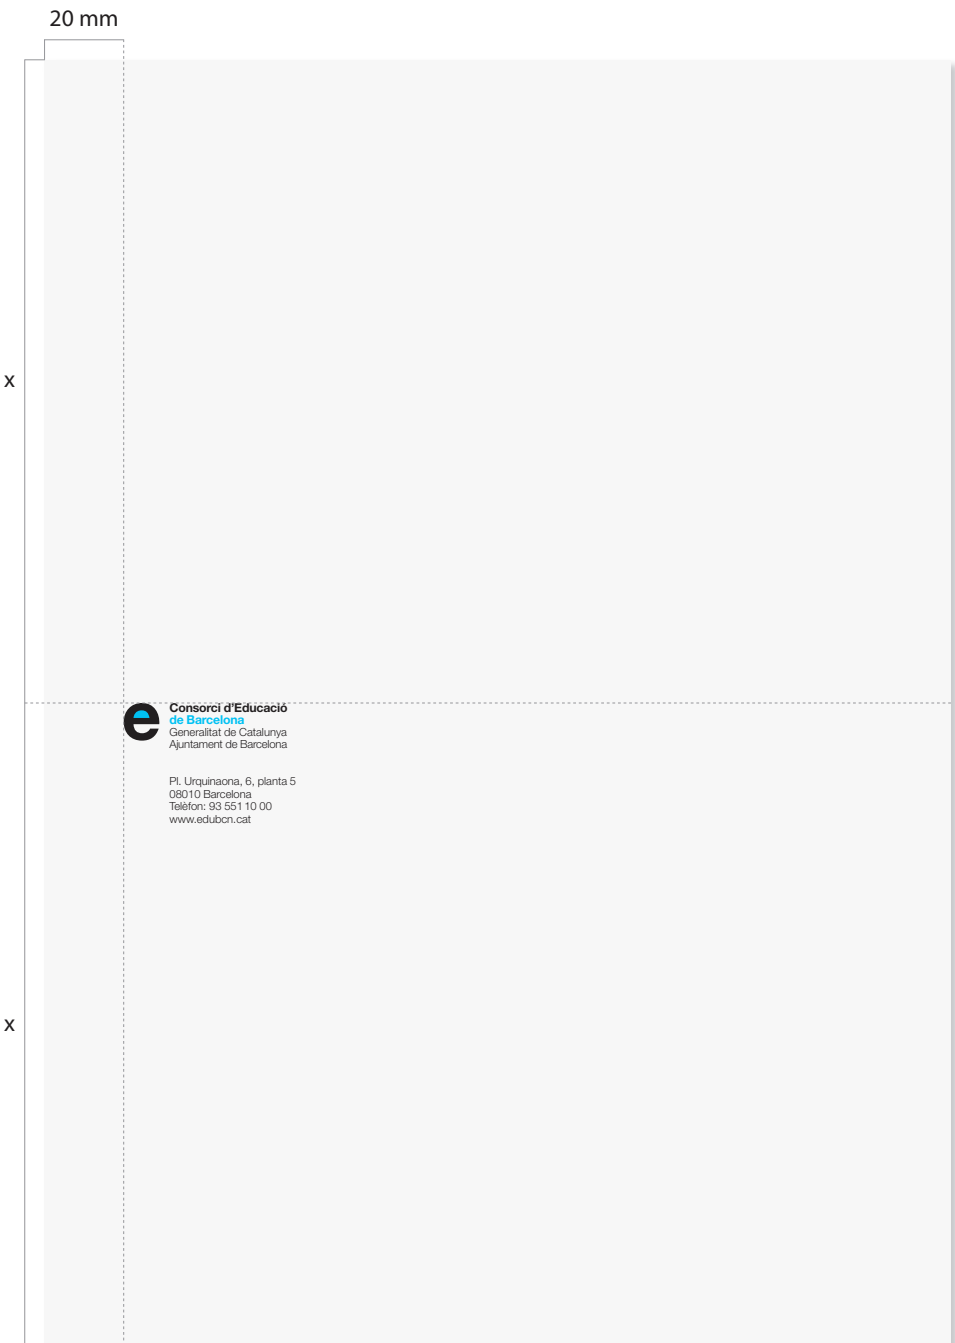 20 mm
x
e
Consorci d'Educació
de Barcelona
Generalitat de Catalunya
Ajuntament de Barcelona
Pl. Urquinaona, 6, planta 5
08010 Barcelona
Telèfon: 93 551 10 00
www.edubcn.cat
x